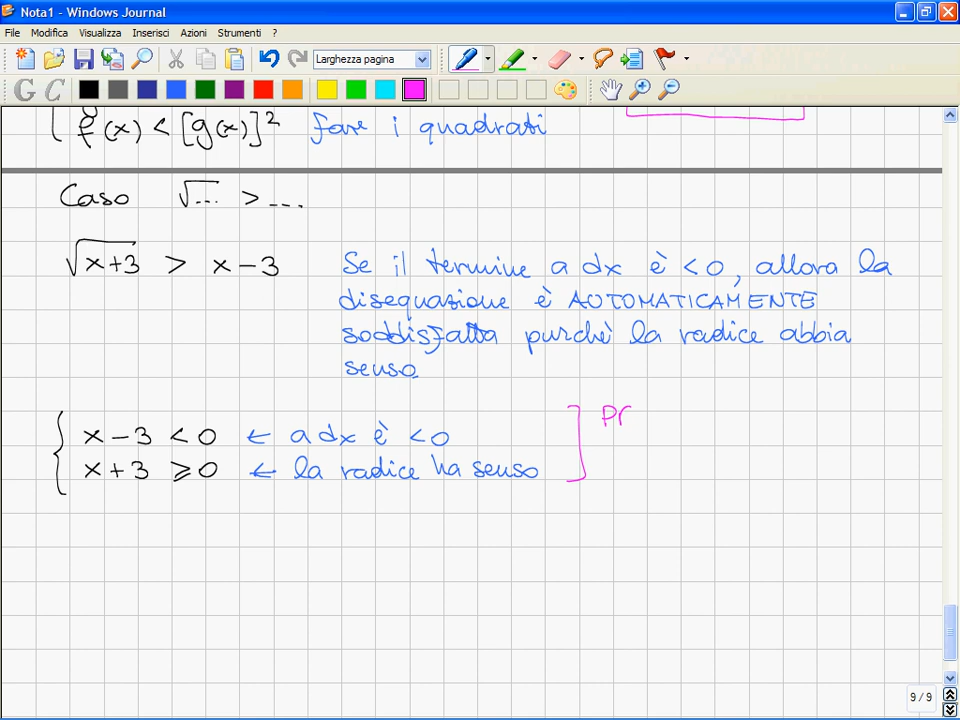 Nota1 - Windows Journal
File Modifica Visualizza Inserisci Azioni Strumenti ?
Larghezza pagina
G C
f(x) < [g(x)]² fare i quadrati
Caso √... > ...
√x+3 > x-3 Se il termine a dx è <0, allora la
disequazione è AUTOMATICAMENTE
soddisfatta purchè la radice abbia
senso.
x-3 < 0 ← a dx è <0 Pr
x+3 ⩾ 0 ← la radice ha senso
9 / 9